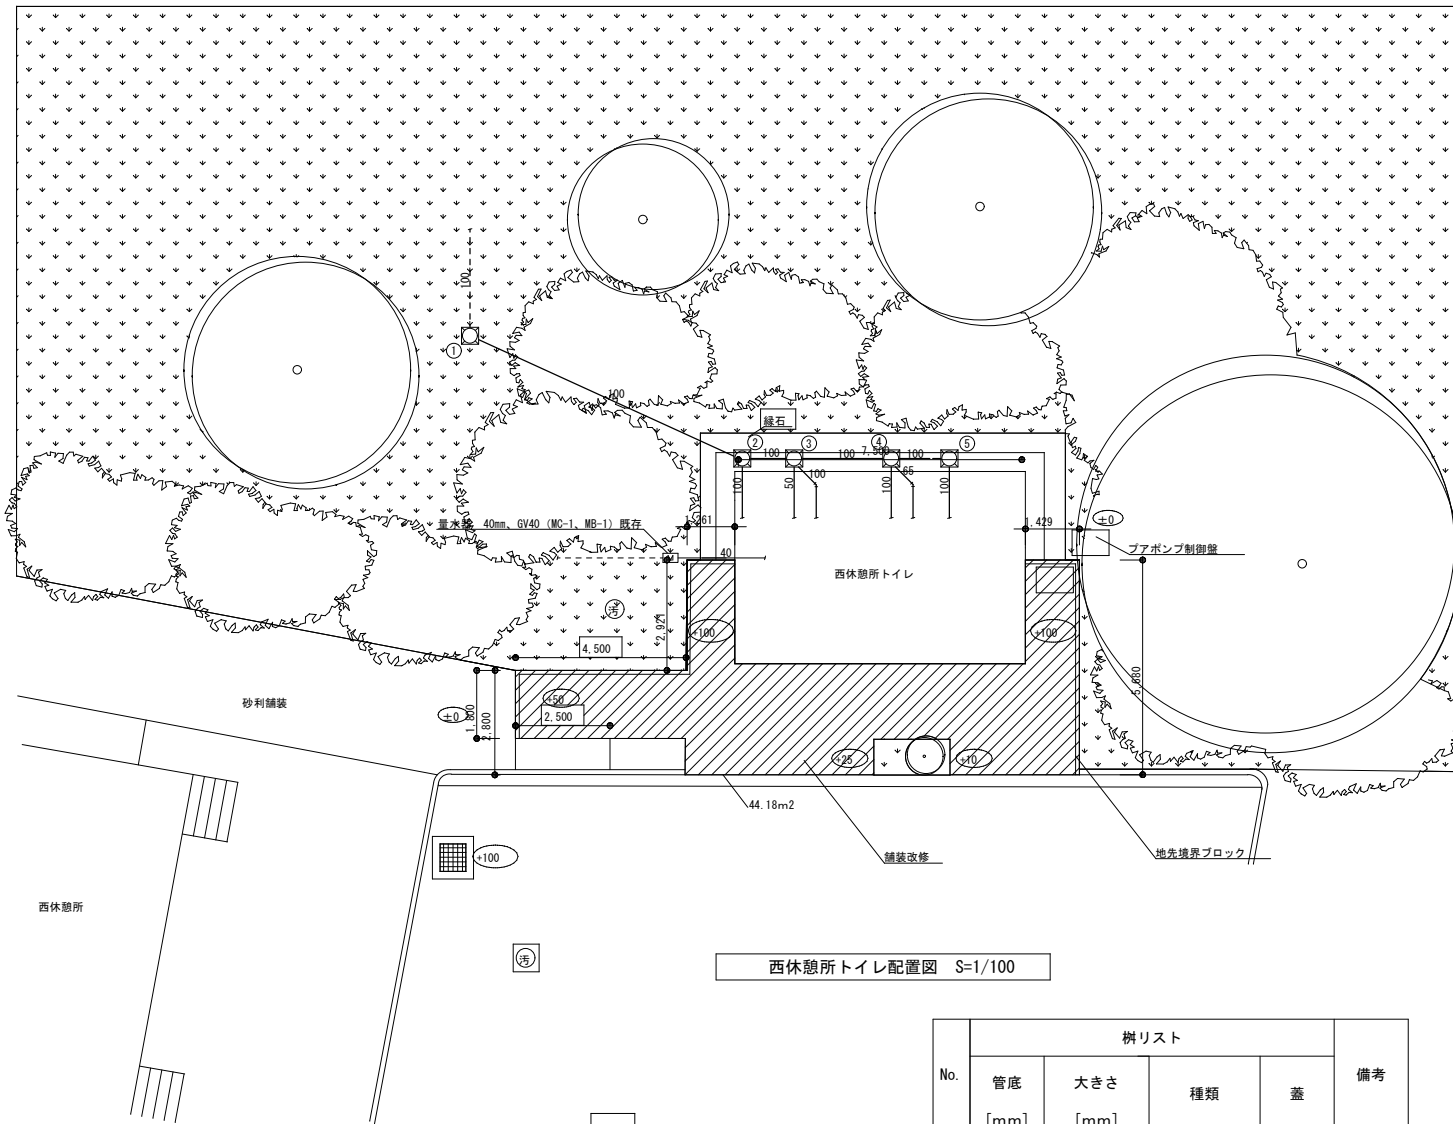 100
①
100
縁石
② ③ ④ ⑤
100 100 7,500 100
100 50 100 100 65 100
量水器 40mm、GV40 (MC-1、MB-1) 既存
M
40
1,261
1,429
±0
プアポンプ制御盤
西休憩所トイレ
汚
2,921
+100
+100
4,500
5,680
砂利舗装
±0
1,800
2,800
+50
2,500
+25
+10
44.18m2
舗装改修
地先境界ブロック
+100
西休憩所
汚
西休憩所トイレ配置図 S=1/100
桝リスト
No.
管底
[mm]
大きさ
[mm]
種類
蓋
備考